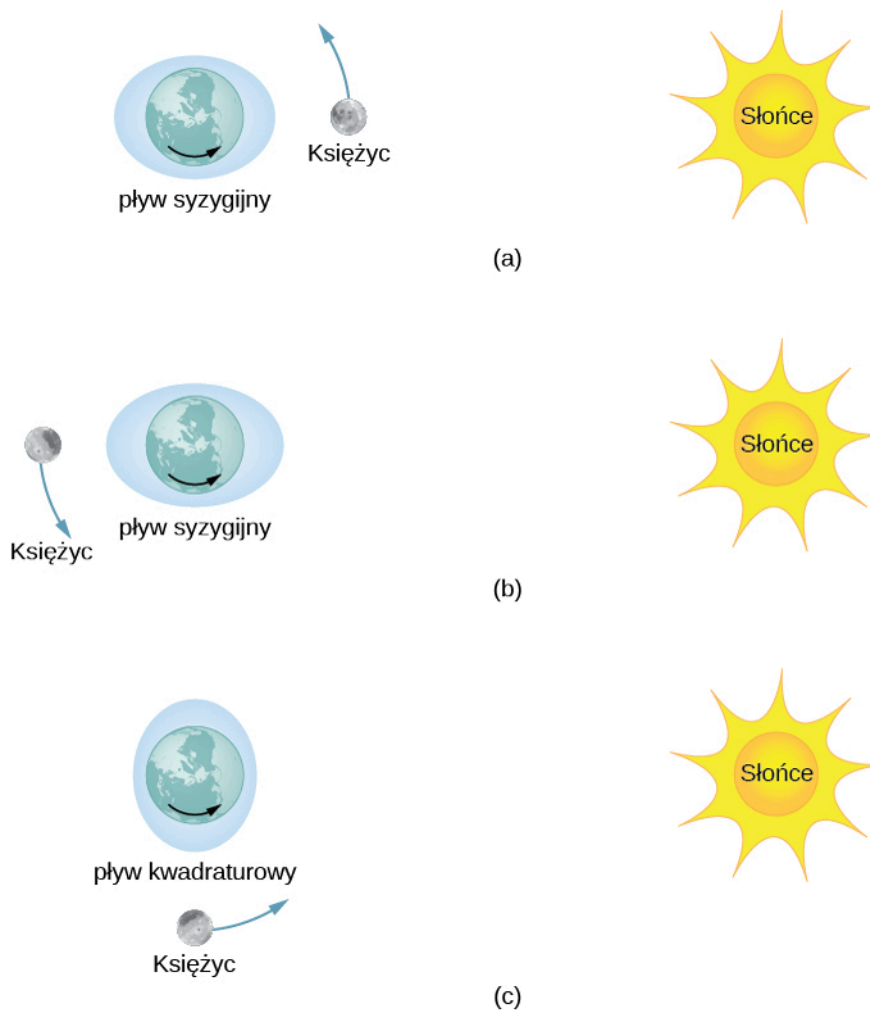 Słońce
Księżyc
pływ syzygijny
(a)
Słońce
Księżyc
pływ syzygijny
(b)
Słońce
pływ kwadraturowy
Księżyc
(c)